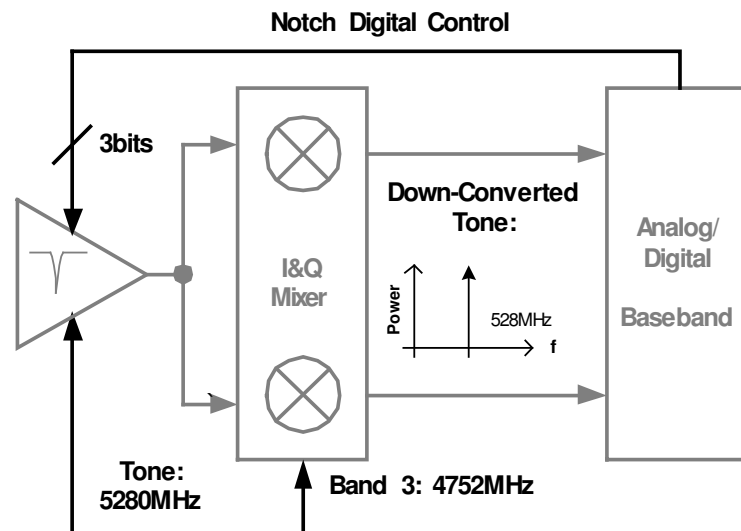 Notch Digital Control
3bits
Down-Converted
Tone:
I&Q
Mixer
Power
528MHz
f
Analog/
Digital
Baseband
Tone:
5280MHz
Band 3: 4752MHz